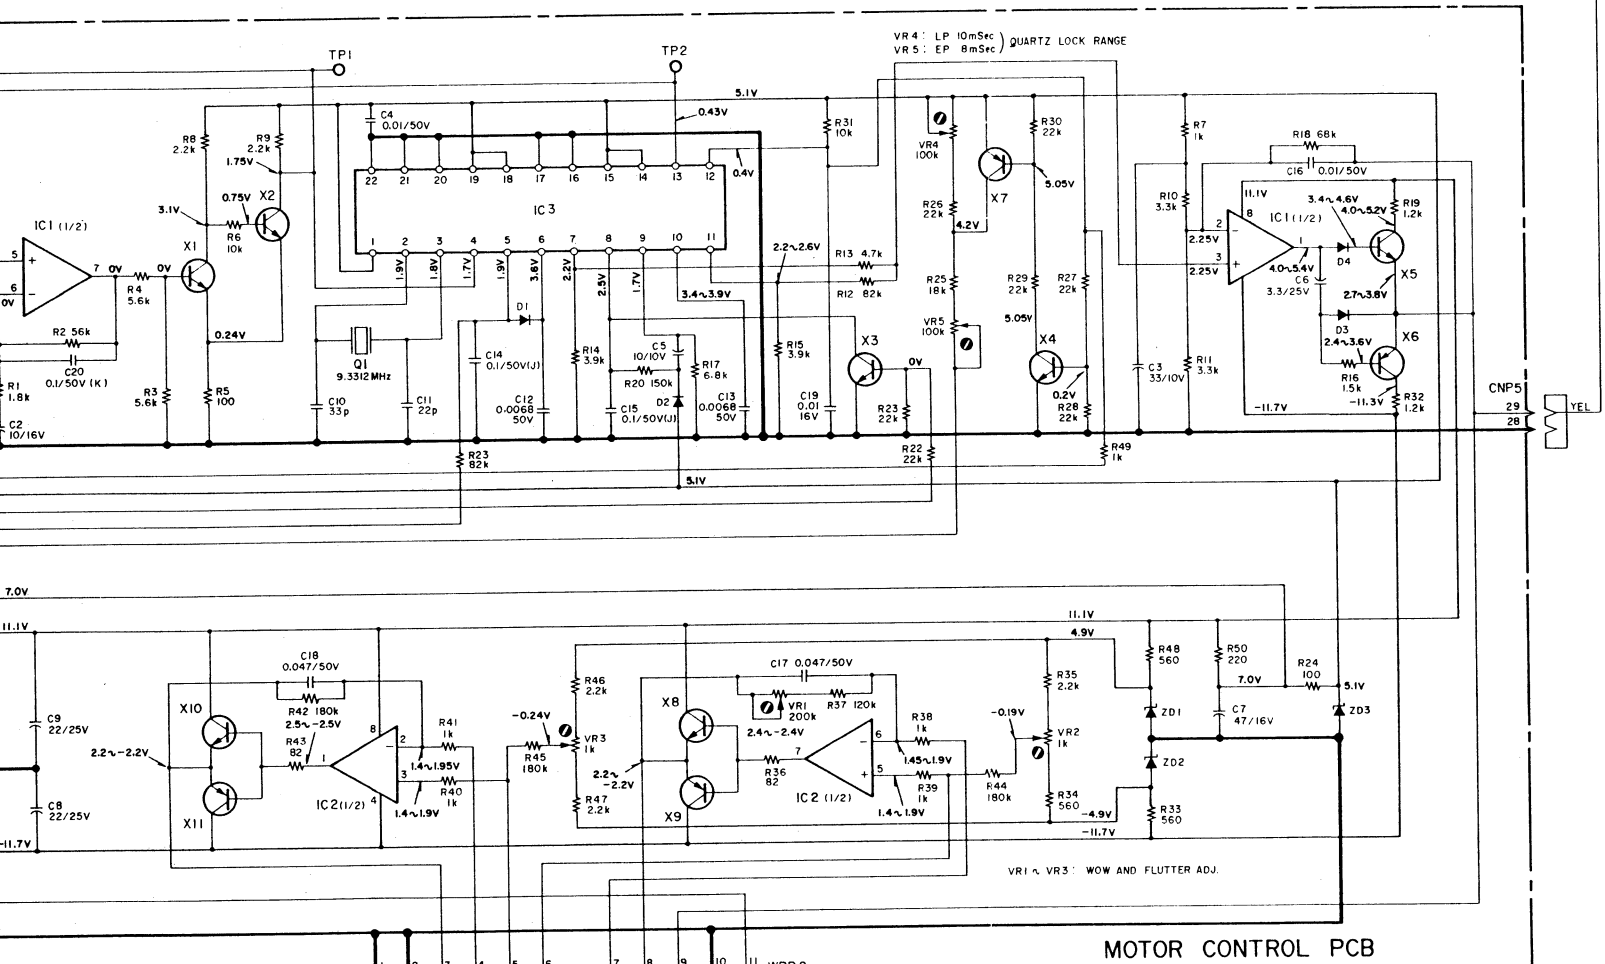 VR4 : LP 10mSec
VR5 : EP 8mSec
) QUARTZ LOCK RANGE
TP1
TP2
5.1V
C4
0.01/50V
0.43V
R8
2.2k
R9
2.2k
1.75V
R31
10k
0.4V
VR4
100k
R30
22k
X7
5.05V
R7
1k
R18 68k
C16 0.01/50V
22 21 20 19 18 17 16 15 14 13 12
IC3
1 2 3 4 5 6 7 8 9 10 11
0.75V
X2
3.1V
R6
10k
X1
IC1 (1/2)
5
+
6
-
0V
7
0V
R4
5.6k
0V
R26
22k
4.2V
R10
3.3k
11.1V
8
IC1 (1/2)
3.4~4.6V
4.0~5.2V
R19
1.2k
2
-
2.25V
3
+
2.25V
1
4.0~5.4V
D4
X5
C6
3.3/25V
2.7~3.8V
1.9V
1.8V
1.7V
1.9V
3.6V
2.2V
2.5V
1.7V
3.4~3.9V
2.2~2.6V
R13 4.7k
R12 82k
R25
18k
VR5
100k
R29
22k
R27
22k
5.05V
X4
D3
2.4~3.6V
X6
R16
1.5k
-11.3V
R32
1.2k
-11.7V
R2 56k
C20
0.1/50V (K)
R1
1.8k
C2
10/16V
R3
5.6k
0.24V
R5
100
Q1
9.3312MHz
C10
33p
C11
22p
D1
C14
0.1/50V(J)
C12
0.0068
50V
R14
3.9k
C5
10/10V
R20 150k
D2
C15
0.1/50V(J)
R17
6.8k
C13
0.0068
50V
R15
3.9k
C19
0.01
16V
X3
0V
R23
22k
R22
22k
0.2V
R28
22k
R49
1k
C3
33/10V
R11
3.3k
CNP5
29
28
YEL
R23
82k
5.1V
7.0V
11.1V
C9
22/25V
C8
22/25V
-11.7V
2.2~-2.2V
X10
X11
C18
0.047/50V
R42 180k
2.5~-2.5V
R43
82
1
8
2
-
3
+
4
IC2(1/2)
R41
1k
1.4~1.95V
R40
1k
1.4~1.9V
-0.24V
R45
180k
R46
2.2k
VR3
1k
R47
2.2k
2.2~
-2.2V
X8
X9
C17 0.047/50V
VR1
200k
R37 120k
2.4~-2.4V
R36
82
7
6
-
5
+
IC2 (1/2)
R38
1k
1.45~1.9V
R39
1k
1.4~1.9V
R44
180k
-0.19V
11.1V
4.9V
R35
2.2k
VR2
1k
R34
560
-4.9V
-11.7V
R48
560
ZD1
ZD2
R33
560
R50
220
7.0V
C7
47/16V
R24
100
5.1V
ZD3
VR1 ~ VR3 : WOW AND FLUTTER ADJ.
MOTOR CONTROL PCB